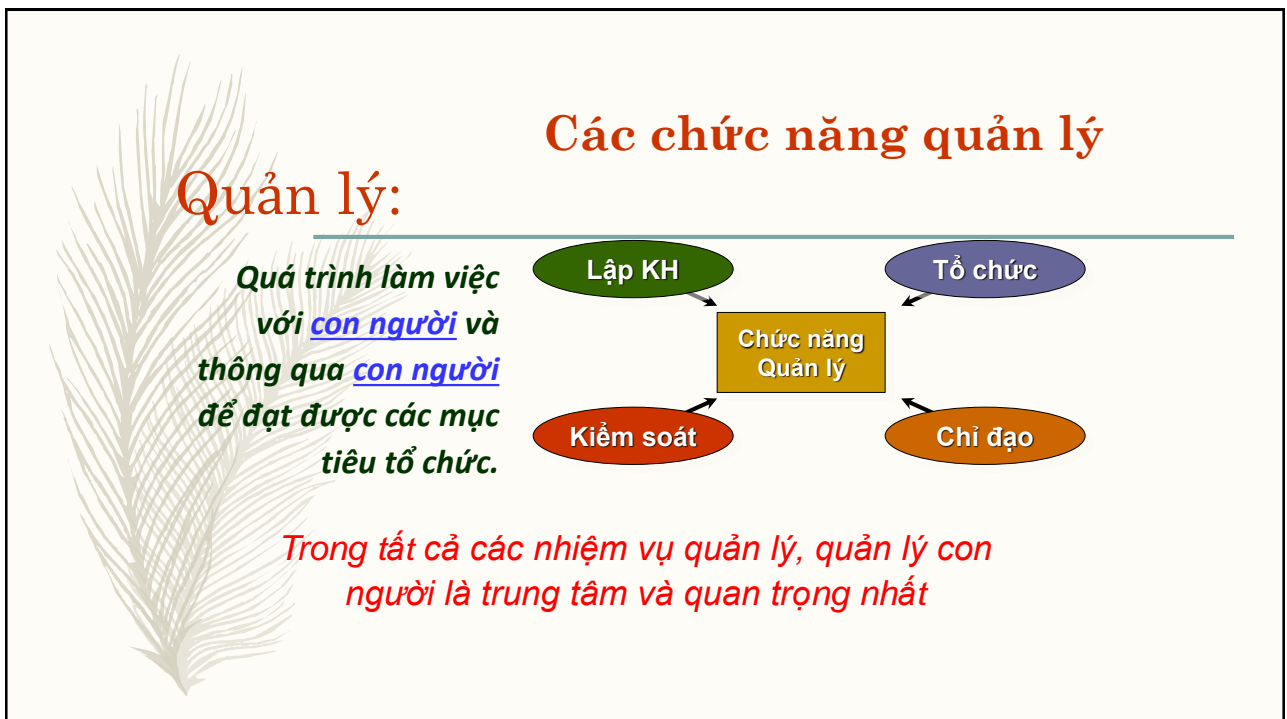 Các chức năng quản lý
Quản lý:
Quá trình làm việc
với con người và
thông qua con người
để đạt được các mục
tiêu tổ chức.
Lập KH
Tổ chức
Chức năng
Quản lý
Kiểm soát
Chỉ đạo
Trong tất cả các nhiệm vụ quản lý, quản lý con
người là trung tâm và quan trọng nhất